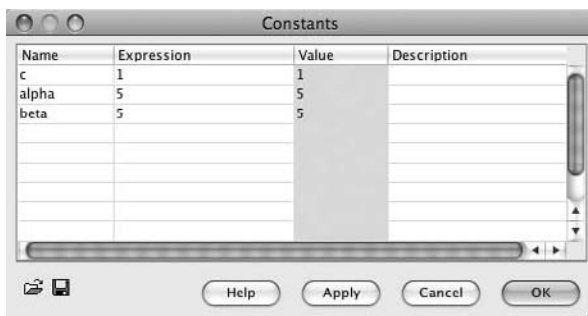 Constants
Name Expression Value Description
c 1 1
alpha 5 5
beta 5 5
Help Apply Cancel OK